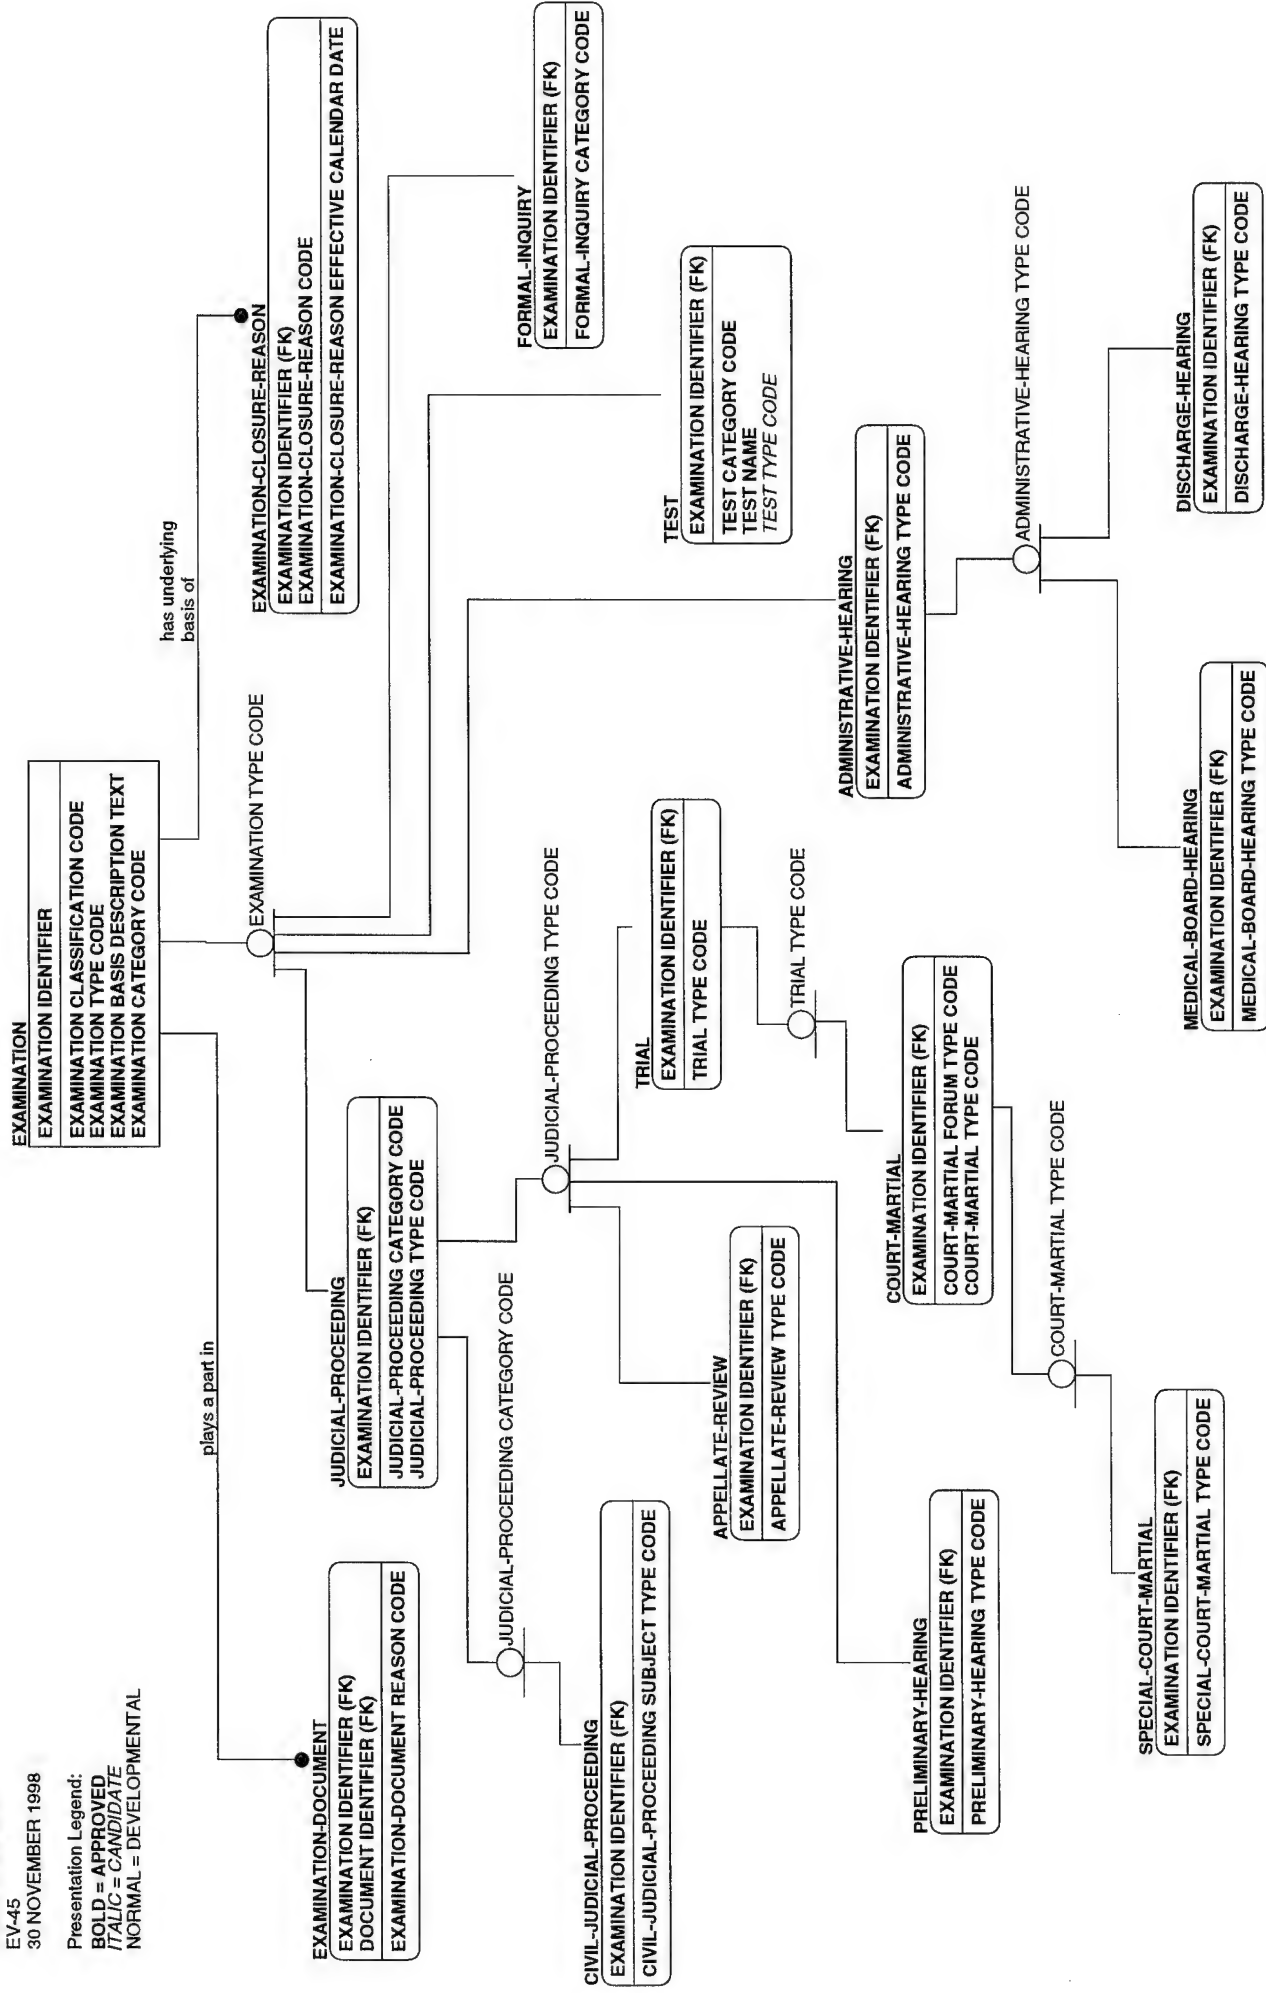 EV-45
30 NOVEMBER 1998
Presentation Legend:
BOLD = APPROVED
ITALIC = CANDIDATE
NORMAL = DEVELOPMENTAL
EXAMINATION
EXAMINATION IDENTIFIER
EXAMINATION CLASSIFICATION CODE
EXAMINATION TYPE CODE
EXAMINATION BASIS DESCRIPTION TEXT
EXAMINATION CATEGORY CODE
plays a part in
has underlying
basis of
EXAMINATION TYPE CODE
EXAMINATION-DOCUMENT
EXAMINATION IDENTIFIER (FK)
DOCUMENT IDENTIFIER (FK)
EXAMINATION-DOCUMENT REASON CODE
JUDICIAL-PROCEEDING
EXAMINATION IDENTIFIER (FK)
JUDICIAL-PROCEEDING CATEGORY CODE
JUDICIAL-PROCEEDING TYPE CODE
EXAMINATION-CLOSURE-REASON
EXAMINATION IDENTIFIER (FK)
EXAMINATION-CLOSURE-REASON CODE
EXAMINATION-CLOSURE-REASON EFFECTIVE CALENDAR DATE
JUDICIAL-PROCEEDING CATEGORY CODE
JUDICIAL-PROCEEDING TYPE CODE
FORMAL-INQUIRY
EXAMINATION IDENTIFIER (FK)
FORMAL-INQUIRY CATEGORY CODE
CIVIL-JUDICIAL-PROCEEDING
EXAMINATION IDENTIFIER (FK)
CIVIL-JUDICIAL-PROCEEDING SUBJECT TYPE CODE
TRIAL
EXAMINATION IDENTIFIER (FK)
TRIAL TYPE CODE
TEST
EXAMINATION IDENTIFIER (FK)
TEST CATEGORY CODE
TEST NAME
TEST TYPE CODE
APPELLATE-REVIEW
EXAMINATION IDENTIFIER (FK)
APPELLATE-REVIEW TYPE CODE
TRIAL TYPE CODE
ADMINISTRATIVE-HEARING
EXAMINATION IDENTIFIER (FK)
ADMINISTRATIVE-HEARING TYPE CODE
PRELIMINARY-HEARING
EXAMINATION IDENTIFIER (FK)
PRELIMINARY-HEARING TYPE CODE
COURT-MARTIAL
EXAMINATION IDENTIFIER (FK)
COURT-MARTIAL FORUM TYPE CODE
COURT-MARTIAL TYPE CODE
ADMINISTRATIVE-HEARING TYPE CODE
COURT-MARTIAL TYPE CODE
SPECIAL-COURT-MARTIAL
EXAMINATION IDENTIFIER (FK)
SPECIAL-COURT-MARTIAL TYPE CODE
MEDICAL-BOARD-HEARING
EXAMINATION IDENTIFIER (FK)
MEDICAL-BOARD-HEARING TYPE CODE
DISCHARGE-HEARING
EXAMINATION IDENTIFIER (FK)
DISCHARGE-HEARING TYPE CODE